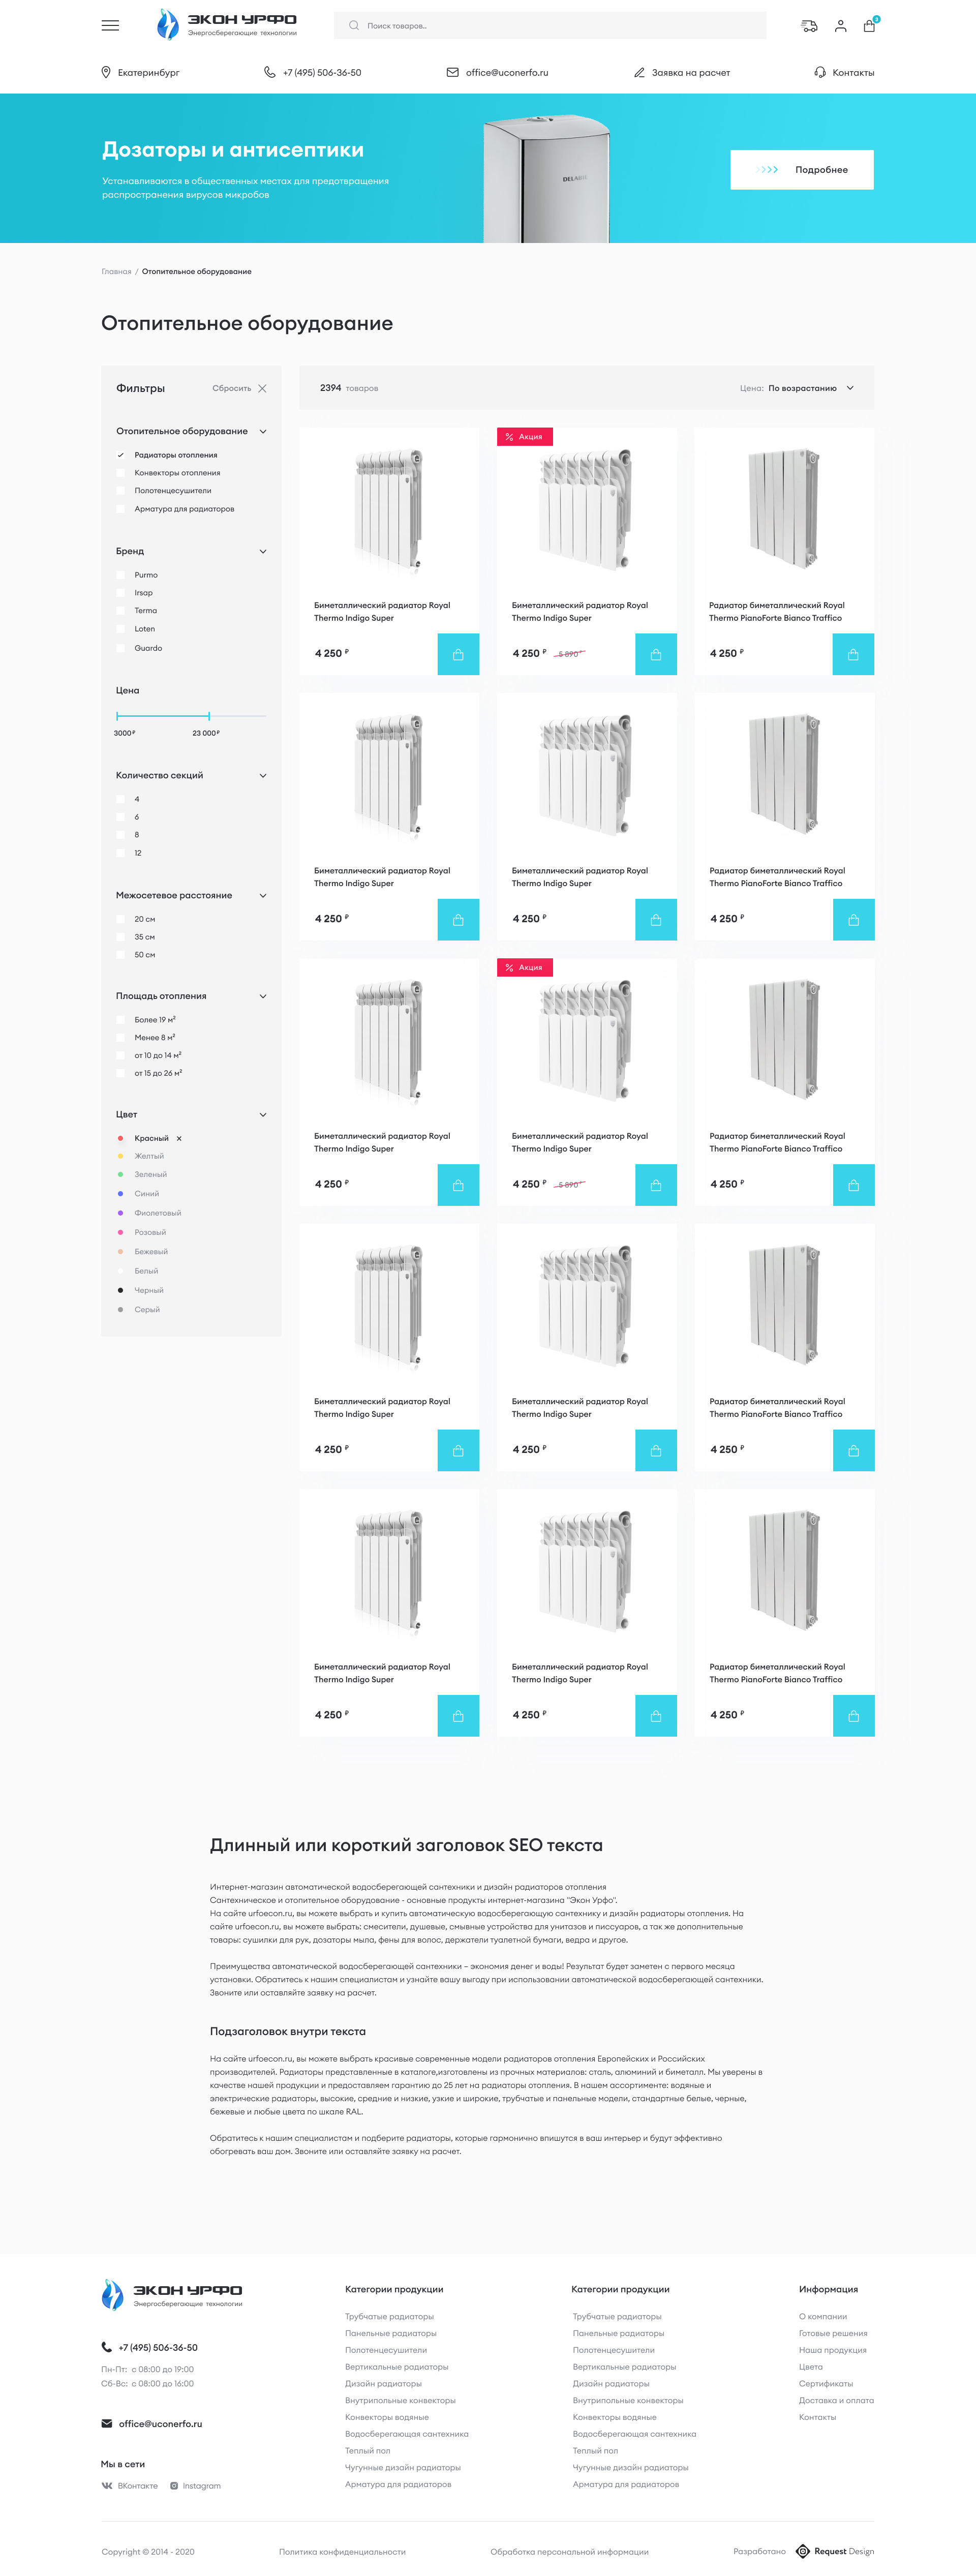 ЭКОН УРФО
Энергосберегающие технологии
Поиск товаров..
3
Екатеринбург
+7 (495) 506-36-50
office@uconerfo.ru
Заявка на расчет
Контакты
Дозаторы и антисептики
Устанавливаются в общественных местах для предотвращения
распространения вирусов микробов
DELABIE
Подробнее
Главная / Отопительное оборудование
Отопительное оборудование
Фильтры
Сбросить
Отопительное оборудование
Радиаторы отопления
Конвекторы отопления
Полотенцесушители
Арматура для радиаторов
Бренд
Purmo
Irsap
Terma
Loten
Guardo
Цена
3000 ₽
23 000 ₽
Количество секций
4
6
8
12
Межосетевое расстояние
20 см
35 см
50 см
Площадь отопления
Более 19 м²
Менее 8 м²
от 10 до 14 м²
от 15 до 26 м²
Цвет
Красный
Желтый
Зеленый
Синий
Фиолетовый
Розовый
Бежевый
Белый
Черный
Серый
2394 товаров
Цена: По возрастанию
Биметаллический радиатор Royal
Thermo Indigo Super
4 250 ₽
% Акция
Биметаллический радиатор Royal
Thermo Indigo Super
4 250 ₽ 5 890 ₽
Радиатор биметаллический Royal
Thermo PianoForte Bianco Traffico
4 250 ₽
Биметаллический радиатор Royal
Thermo Indigo Super
4 250 ₽
Биметаллический радиатор Royal
Thermo Indigo Super
4 250 ₽
Радиатор биметаллический Royal
Thermo PianoForte Bianco Traffico
4 250 ₽
Биметаллический радиатор Royal
Thermo Indigo Super
4 250 ₽
% Акция
Биметаллический радиатор Royal
Thermo Indigo Super
4 250 ₽ 5 890 ₽
Радиатор биметаллический Royal
Thermo PianoForte Bianco Traffico
4 250 ₽
Биметаллический радиатор Royal
Thermo Indigo Super
4 250 ₽
Биметаллический радиатор Royal
Thermo Indigo Super
4 250 ₽
Радиатор биметаллический Royal
Thermo PianoForte Bianco Traffico
4 250 ₽
Биметаллический радиатор Royal
Thermo Indigo Super
4 250 ₽
Биметаллический радиатор Royal
Thermo Indigo Super
4 250 ₽
Радиатор биметаллический Royal
Thermo PianoForte Bianco Traffico
4 250 ₽
Длинный или короткий заголовок SEO текста
Интернет-магазин автоматической водосберегающей сантехники и дизайн радиаторов отопления
Сантехническое и отопительное оборудование - основные продукты интернет-магазина "Экон Урфо".
На сайте urfoecon.ru, вы можете выбрать и купить автоматическую водосберегающую сантехнику и дизайн радиаторы отопления. На
сайте urfoecon.ru, вы можете выбрать: смесители, душевые, смывные устройства для унитазов и писсуаров, а так же дополнительные
товары: сушилки для рук, дозаторы мыла, фены для волос, держатели туалетной бумаги, ведра и другое.
Преимущества автоматической водосберегающей сантехники – экономия денег и воды! Результат будет заметен с первого месяца
установки. Обратитесь к нашим специалистам и узнайте вашу выгоду при использовании автоматической водосберегающей сантехники.
Звоните или оставляйте заявку на расчет.
Подзаголовок внутри текста
На сайте urfoecon.ru, вы можете выбрать красивые современные модели радиаторов отопления Европейских и Российских
производителей. Радиаторы представленные в каталоге,изготовлены из прочных материалов: сталь, алюминий и биметалл. Мы уверены в
качестве нашей продукции и предоставляем гарантию до 25 лет на радиаторы отопления. В нашем ассортименте: водяные и
электрические радиаторы, высокие, средние и низкие, узкие и широкие, трубчатые и панельные модели, стандартные белые, черные,
бежевые и любые цвета по шкале RAL.
Обратитесь к нашим специалистам и подберите радиаторы, которые гармонично впишутся в ваш интерьер и будут эффективно
обогревать ваш дом. Звоните или оставляйте заявку на расчет.
ЭКОН УРФО
Энергосберегающие технологии
+7 (495) 506-36-50
Пн-Пт: с 08:00 до 19:00
Сб-Вс: с 08:00 до 16:00
office@uconerfo.ru
Мы в сети
ВКонтакте
Instagram
Категории продукции
Трубчатые радиаторы
Панельные радиаторы
Полотенцесушители
Вертикальные радиаторы
Дизайн радиаторы
Внутрипольные конвекторы
Конвекторы водяные
Водосберегающая сантехника
Теплый пол
Чугунные дизайн радиаторы
Арматура для радиаторов
Категории продукции
Трубчатые радиаторы
Панельные радиаторы
Полотенцесушители
Вертикальные радиаторы
Дизайн радиаторы
Внутрипольные конвекторы
Конвекторы водяные
Водосберегающая сантехника
Теплый пол
Чугунные дизайн радиаторы
Арматура для радиаторов
Информация
О компании
Готовые решения
Наша продукция
Цвета
Сертификаты
Доставка и оплата
Контакты
Copyright © 2014 - 2020
Политика конфиденциальности
Обработка персональной информации
Разработано
Request Design